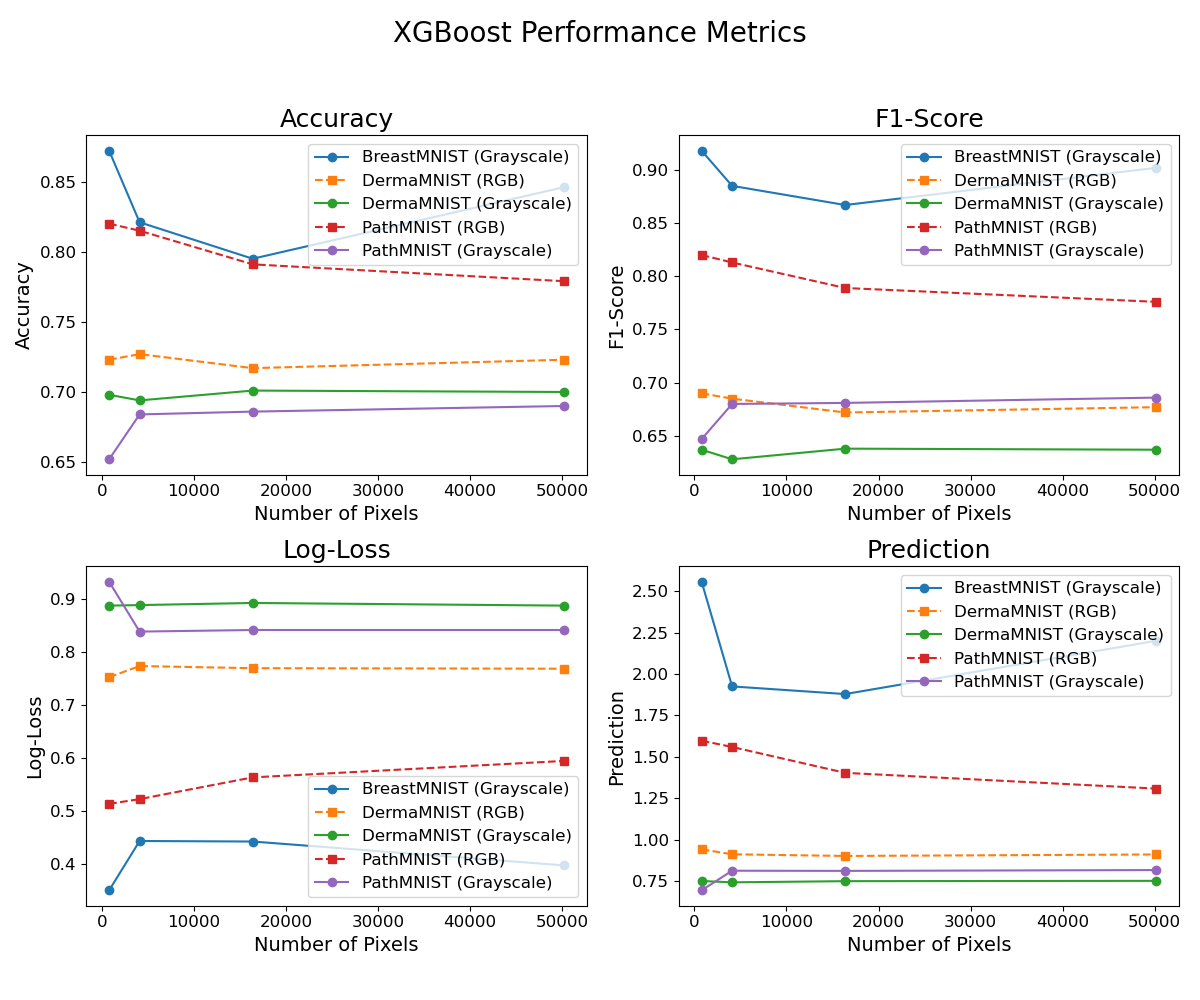 XGBoost Performance Metrics
Accuracy
Accuracy
0.85
0.80
0.75
0.70
0.65
BreastMNIST (Grayscale)
DermaMNIST (RGB)
DermaMNIST (Grayscale)
PathMNIST (RGB)
PathMNIST (Grayscale)
0 10000 20000 30000 40000 50000
Number of Pixels
F1-Score
F1-Score
0.90
0.85
0.80
0.75
0.70
0.65
BreastMNIST (Grayscale)
DermaMNIST (RGB)
DermaMNIST (Grayscale)
PathMNIST (RGB)
PathMNIST (Grayscale)
0 10000 20000 30000 40000 50000
Number of Pixels
Log-Loss
Log-Loss
0.9
0.8
0.7
0.6
0.5
0.4
BreastMNIST (Grayscale)
DermaMNIST (RGB)
DermaMNIST (Grayscale)
PathMNIST (RGB)
PathMNIST (Grayscale)
0 10000 20000 30000 40000 50000
Number of Pixels
Prediction
Prediction
2.50
2.25
2.00
1.75
1.50
1.25
1.00
0.75
BreastMNIST (Grayscale)
DermaMNIST (RGB)
DermaMNIST (Grayscale)
PathMNIST (RGB)
PathMNIST (Grayscale)
0 10000 20000 30000 40000 50000
Number of Pixels